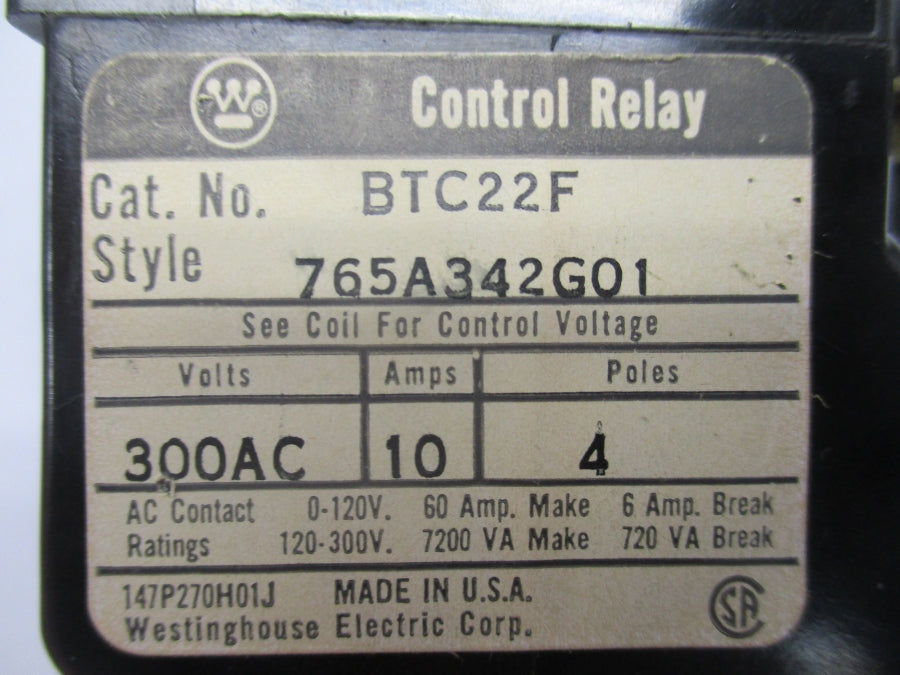 W® Control Relay
Cat. No. BTC22F
Style 765A342G01
See Coil For Control Voltage
Volts Amps Poles
300AC 10 4
AC Contact 0-120V. 60 Amp. Make 6 Amp. Break
Ratings 120-300V. 7200 VA Make 720 VA Break
147P270H01J MADE IN U.S.A.
Westinghouse Electric Corp. SA